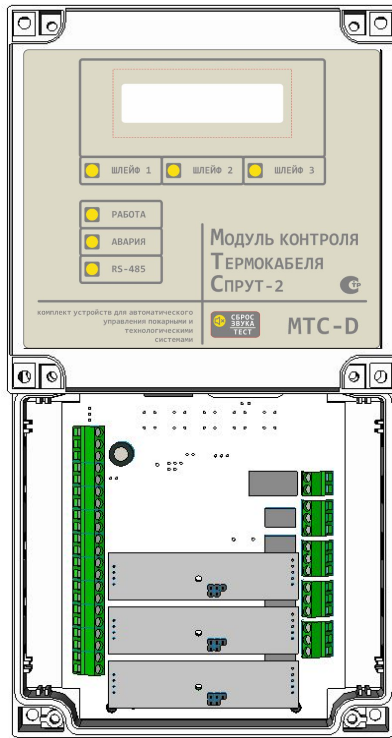 ШЛЕЙФ 1
ШЛЕЙФ 2
ШЛЕЙФ 3
РАБОТА
АВАРИЯ
RS-485
МОДУЛЬ КОНТРОЛЯ
ТЕРМОКАБЕЛЯ
СПРУТ-2
комплект устройств для автоматического
управления пожарными и
технологическими
системами
СБРОС
ЗВУКА
ТЕСТ
МТС-D